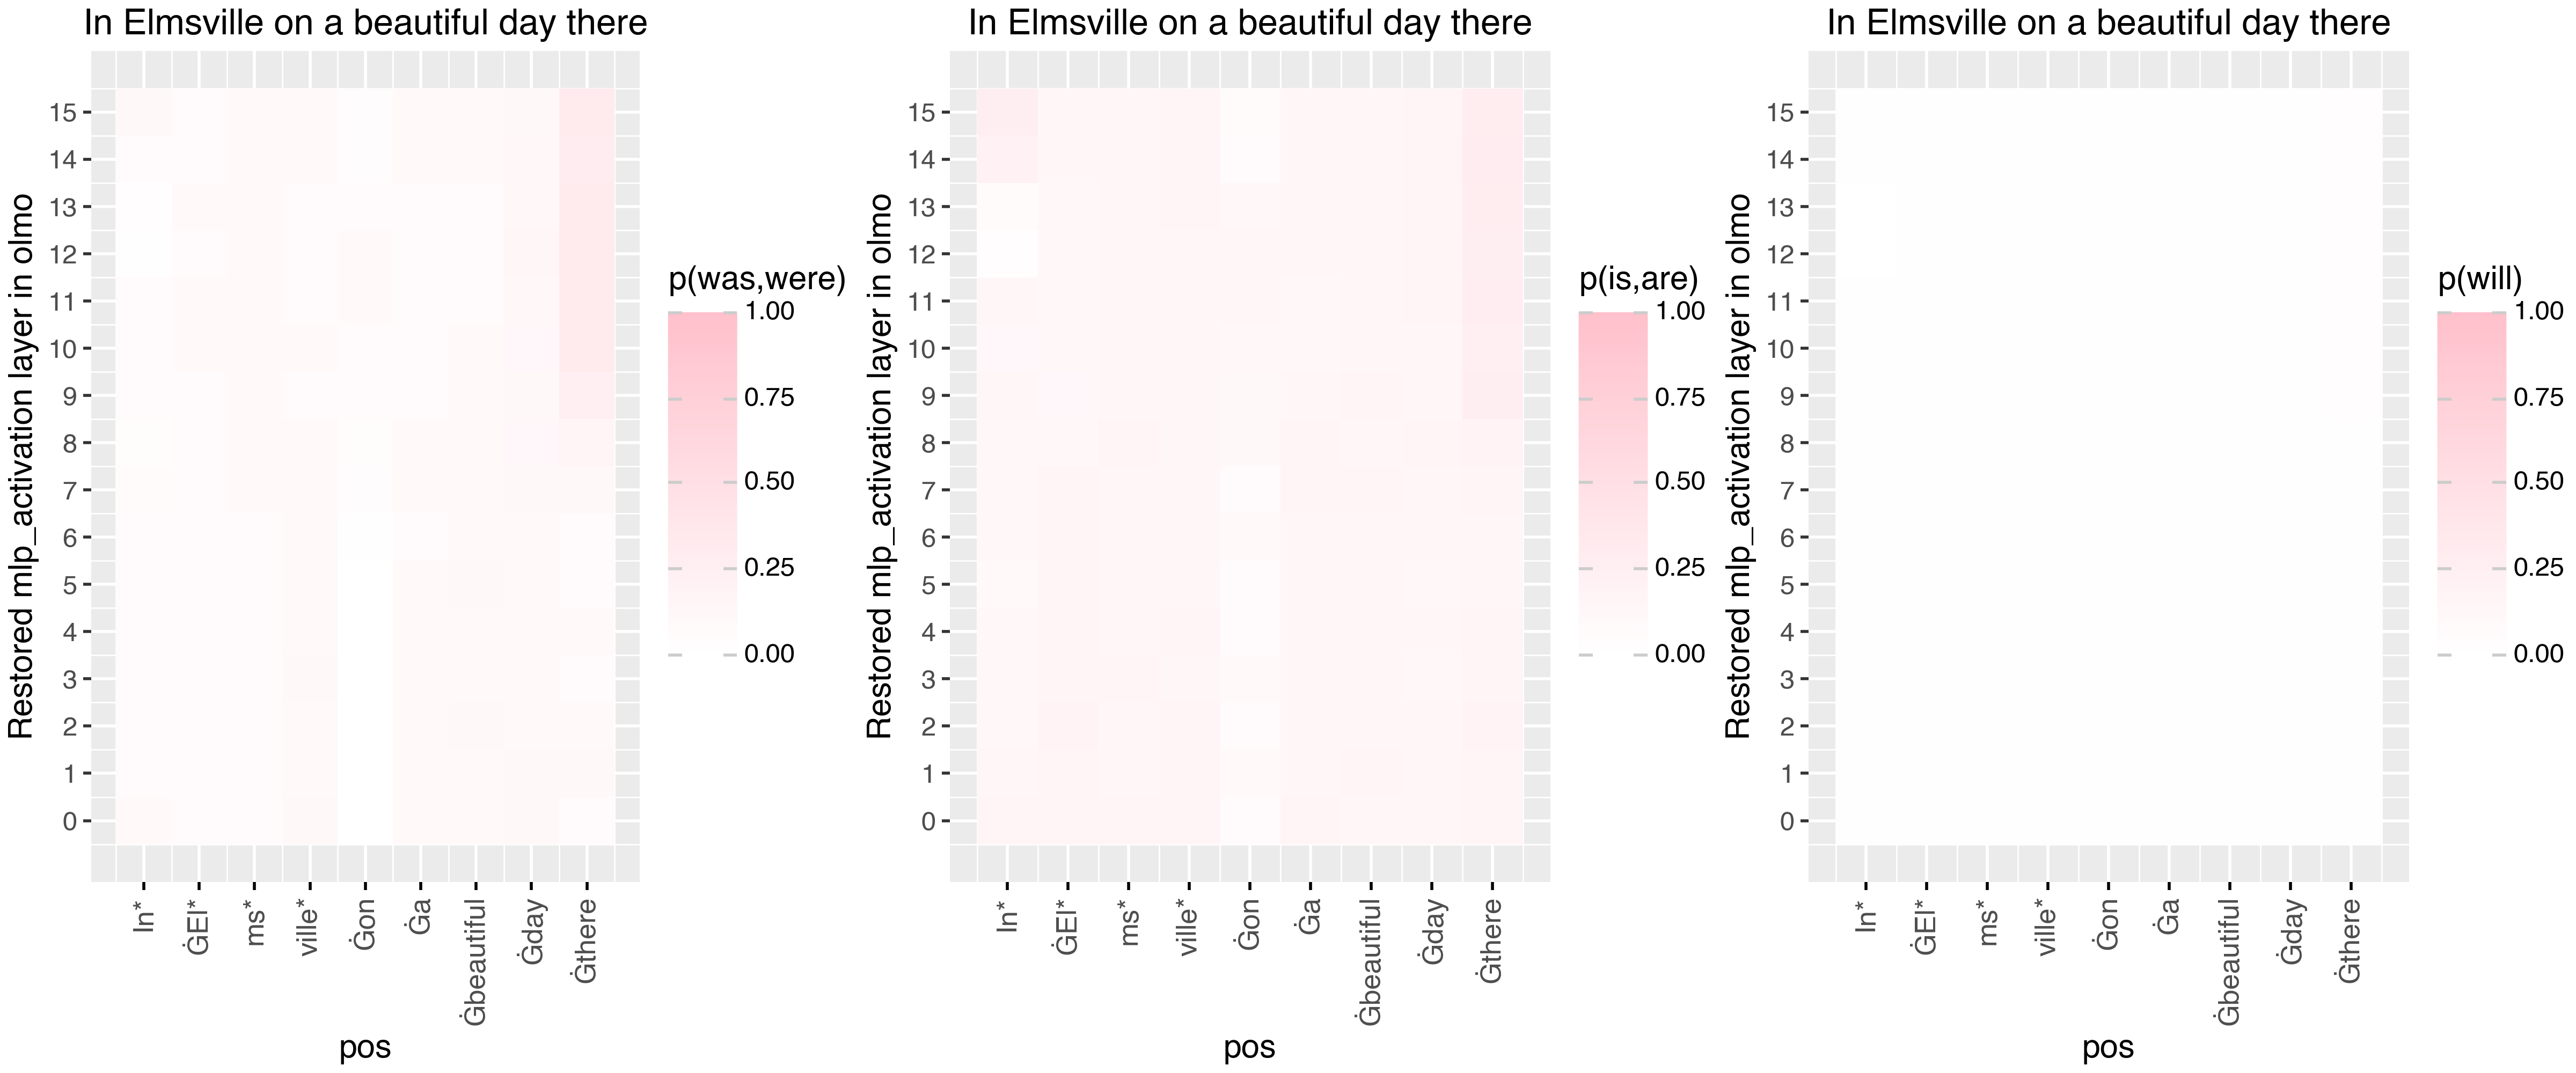 In Elmsville on a beautiful day there
Restored mlp_activation layer in olmo
15
14
13
12
11
10
9
8
7
6
5
4
3
2
1
0
In*
ĠEl*
ms*
ville*
Ġon
Ġa
Ġbeautiful
Ġday
Ġthere
pos
p(was,were)
1.00
0.75
0.50
0.25
0.00
In Elmsville on a beautiful day there
Restored mlp_activation layer in olmo
15
14
13
12
11
10
9
8
7
6
5
4
3
2
1
0
In*
ĠEl*
ms*
ville*
Ġon
Ġa
Ġbeautiful
Ġday
Ġthere
pos
p(is,are)
1.00
0.75
0.50
0.25
0.00
In Elmsville on a beautiful day there
Restored mlp_activation layer in olmo
15
14
13
12
11
10
9
8
7
6
5
4
3
2
1
0
In*
ĠEl*
ms*
ville*
Ġon
Ġa
Ġbeautiful
Ġday
Ġthere
pos
p(will)
1.00
0.75
0.50
0.25
0.00